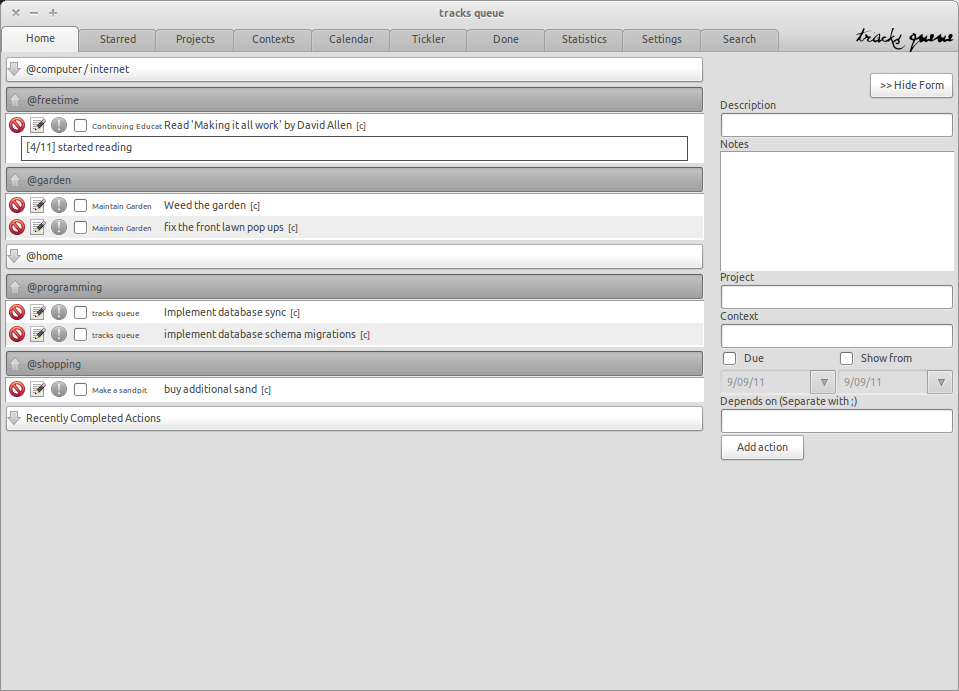 tracks queue
Home Starred Projects Contexts Calendar Tickler Done Statistics Settings Search tracks queue
@computer / internet
@freetime
Continuing Educat Read 'Making it all work' by David Allen [c]
[4/11] started reading
@garden
Maintain Garden Weed the garden [c]
Maintain Garden fix the front lawn pop ups [c]
@home
@programming
tracks queue Implement database sync [c]
tracks queue implement database schema migrations [c]
@shopping
Make a sandpit buy additional sand [c]
Recently Completed Actions
>> Hide Form
Description
Notes
Project
Context
Due Show from
9/09/11 9/09/11
Depends on (Separate with ;)
Add action